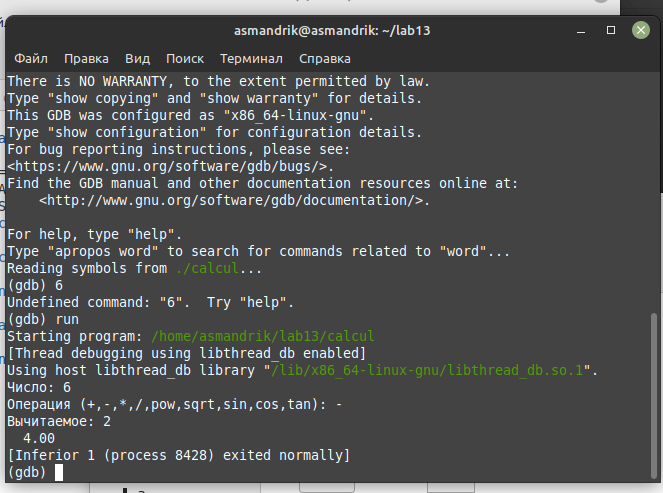 asmandrik@asmandrik: ~/lab13
Файл Правка Вид Поиск Терминал Справка
There is NO WARRANTY, to the extent permitted by law.
Type "show copying" and "show warranty" for details.
This GDB was configured as "x86_64-linux-gnu".
Type "show configuration" for configuration details.
For bug reporting instructions, please see:
<https://www.gnu.org/software/gdb/bugs/>.
Find the GDB manual and other documentation resources online at:
    <http://www.gnu.org/software/gdb/documentation/>.

For help, type "help".
Type "apropos word" to search for commands related to "word"...
Reading symbols from ./calcul...
(gdb) 6
Undefined command: "6".  Try "help".
(gdb) run
Starting program: /home/asmandrik/lab13/calcul
[Thread debugging using libthread_db enabled]
Using host libthread_db library "/lib/x86_64-linux-gnu/libthread_db.so.1".
Число: 6
Операция (+,-,*,/,pow,sqrt,sin,cos,tan): -
Вычитаемое: 2
  4.00
[Inferior 1 (process 8428) exited normally]
(gdb)